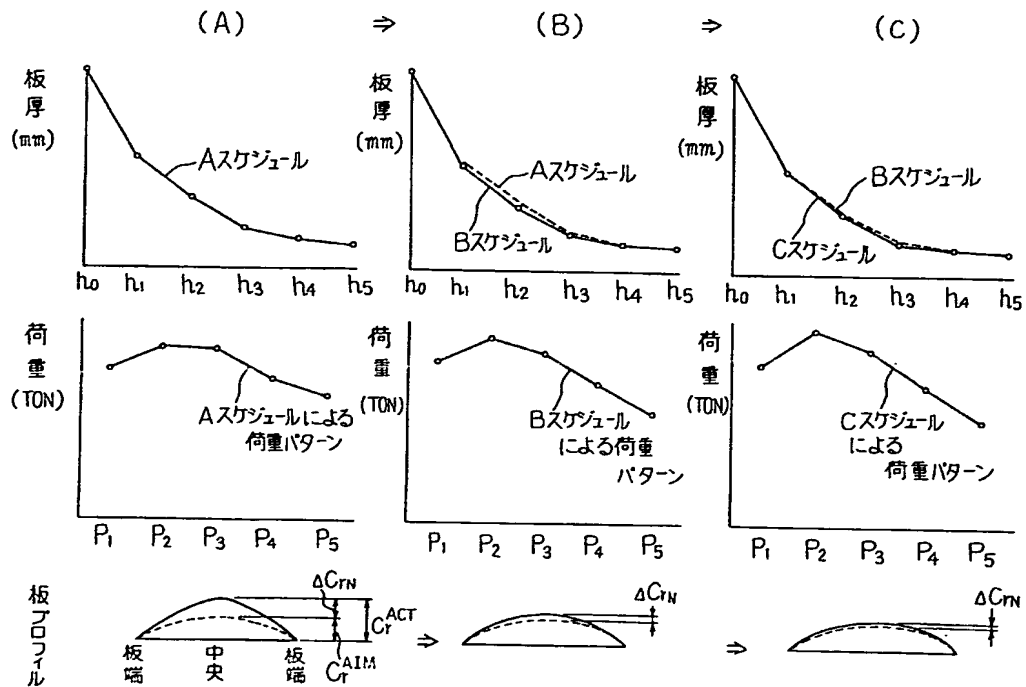 (A) ⇒ (B) ⇒ (C)
板厚(mm)
Aスケジュール
h₀ h₁ h₂ h₃ h₄ h₅
板厚(mm)
Aスケジュール
Bスケジュール
h₀ h₁ h₂ h₃ h₄ h₅
板厚(mm)
Bスケジュール
Cスケジュール
h₀ h₁ h₂ h₃ h₄ h₅
荷重(TON)
Aスケジュールによる
荷重パターン
P₁ P₂ P₃ P₄ P₅
荷重(TON)
Bスケジュール
による荷重
パターン
P₁ P₂ P₃ P₄ P₅
荷重(TON)
Cスケジュール
による
荷重パターン
P₁ P₂ P₃ P₄ P₅
板プロフィル
ΔCrN
Cr^ACT
Cr^AIM
板端 中央 板端
⇒
ΔCrN
⇒
ΔCrN